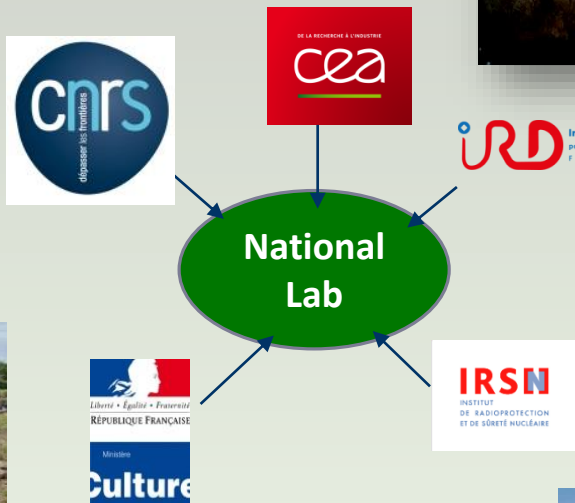 cnrs
dépasser les frontières
DE LA RECHERCHE À L'INDUSTRIE
cea
iRD
National
Lab
Liberté • Égalité • Fraternité
RÉPUBLIQUE FRANÇAISE
Ministère
Culture
IRSN
INSTITUT
DE RADIOPROTECTION
ET DE SÛRETÉ NUCLÉAIRE